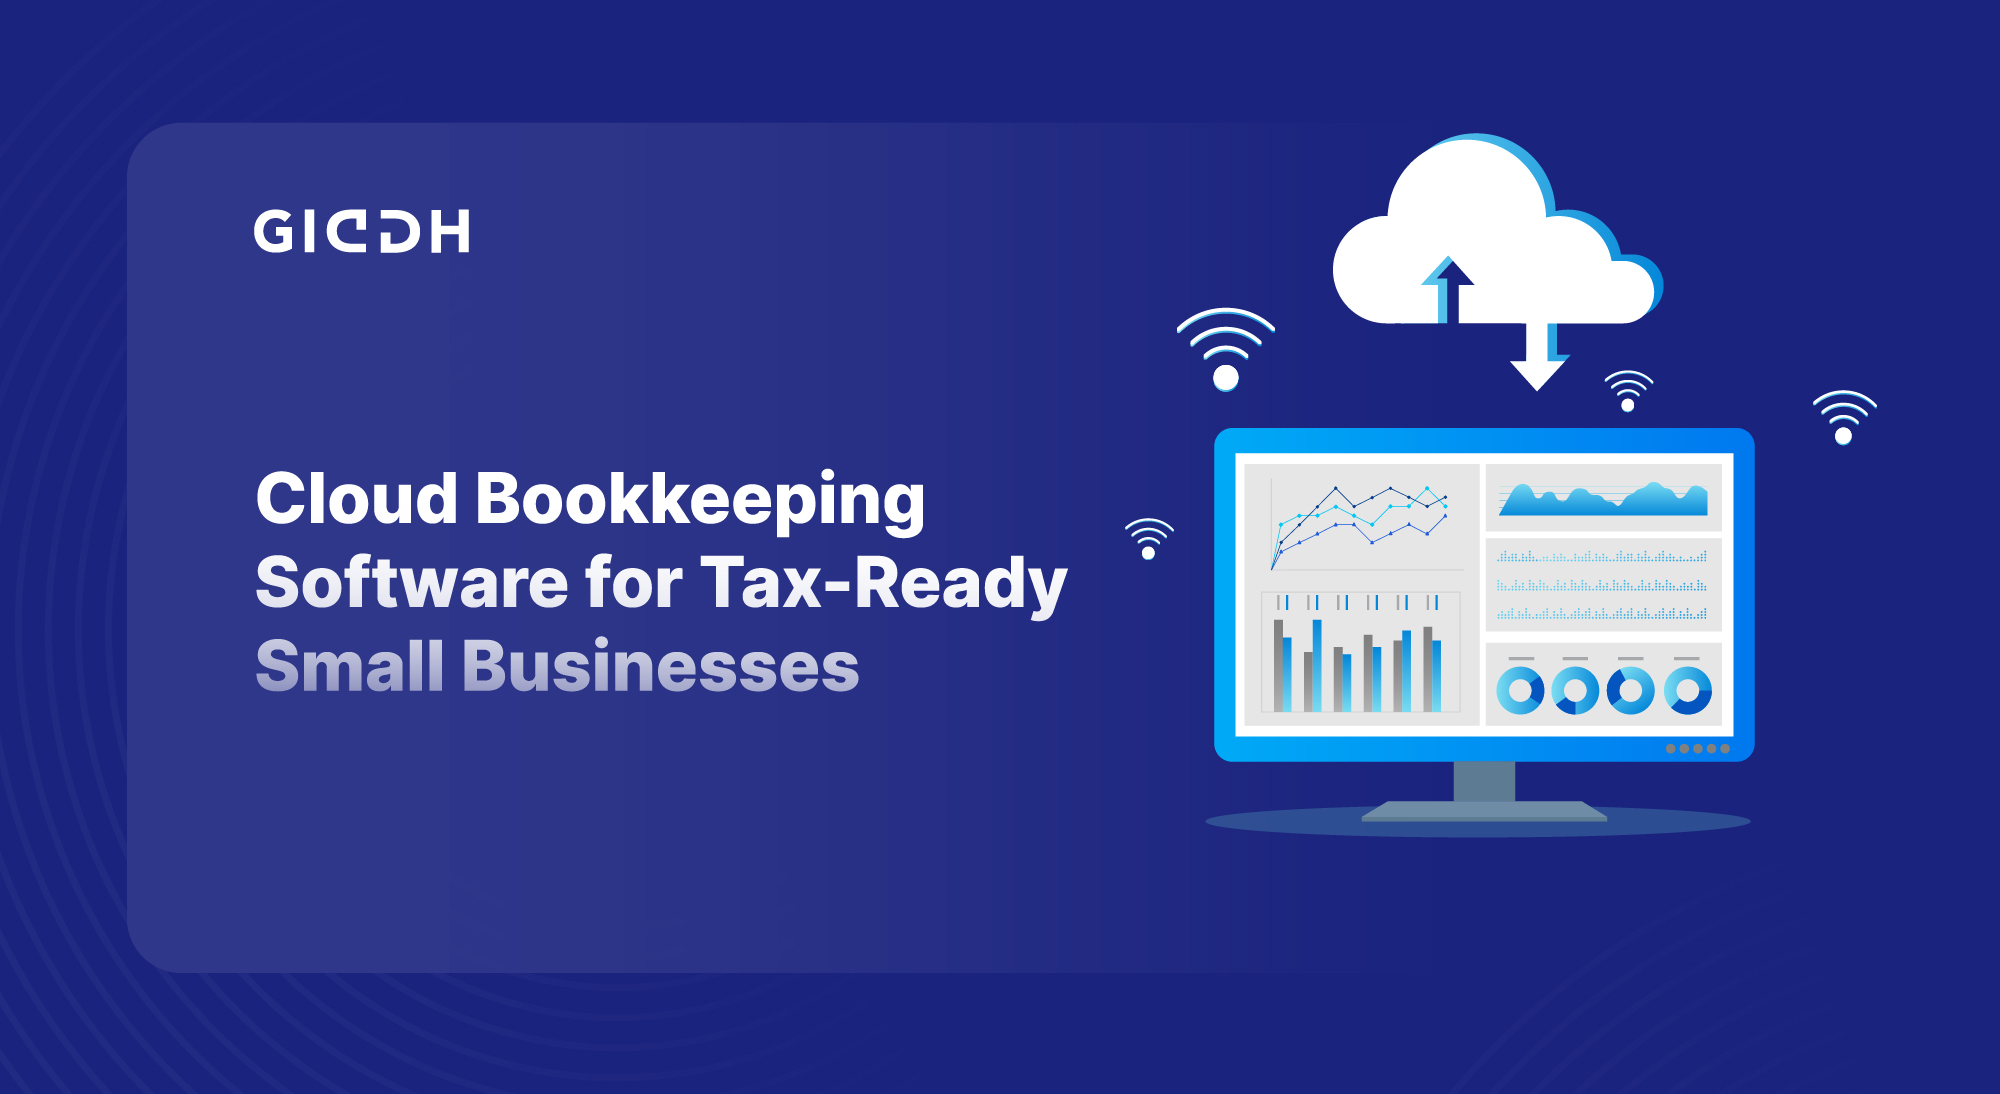 GIDDH
Cloud Bookkeeping
Software for Tax-Ready
Small Businesses